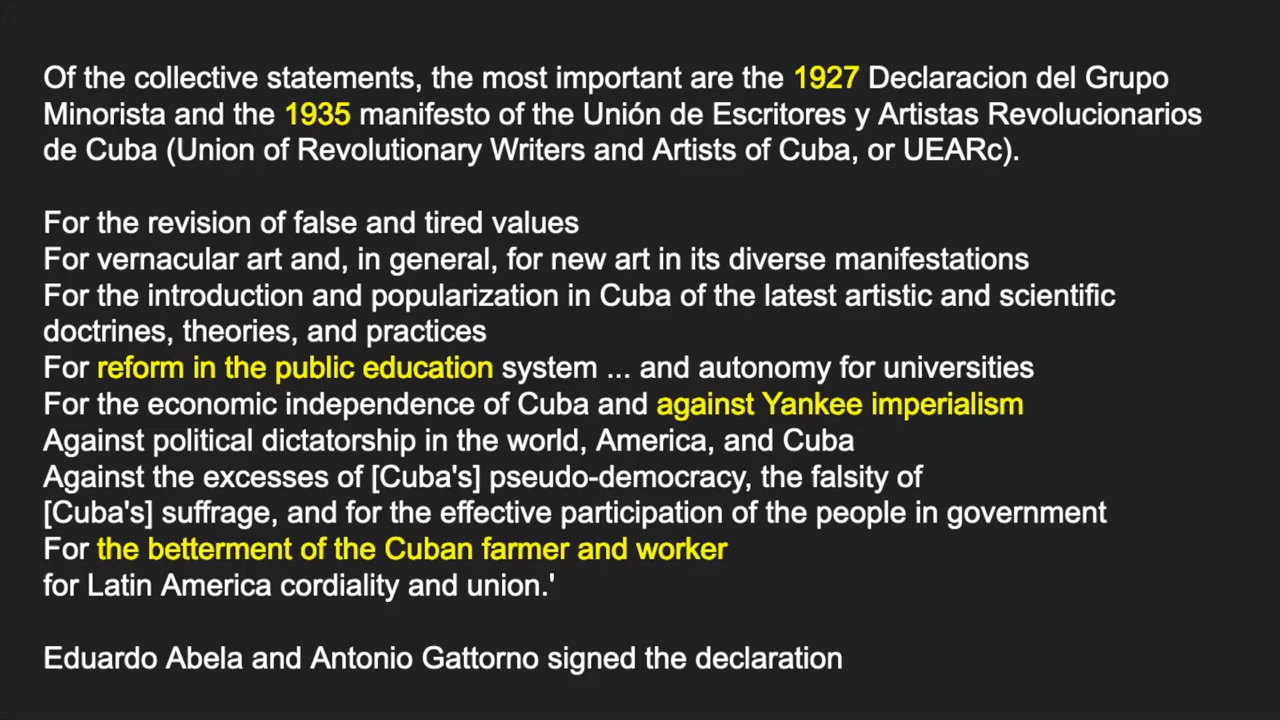 Of the collective statements, the most important are the 1927 Declaracion del Grupo
Minorista and the 1935 manifesto of the Unión de Escritores y Artistas Revolucionarios
de Cuba (Union of Revolutionary Writers and Artists of Cuba, or UEARc).
For the revision of false and tired values
For vernacular art and, in general, for new art in its diverse manifestations
For the introduction and popularization in Cuba of the latest artistic and scientific
doctrines, theories, and practices
For reform in the public education system ... and autonomy for universities
For the economic independence of Cuba and against Yankee imperialism
Against political dictatorship in the world, America, and Cuba
Against the excesses of [Cuba's] pseudo-democracy, the falsity of
[Cuba's] suffrage, and for the effective participation of the people in government
For the betterment of the Cuban farmer and worker
for Latin America cordiality and union.'
Eduardo Abela and Antonio Gattorno signed the declaration